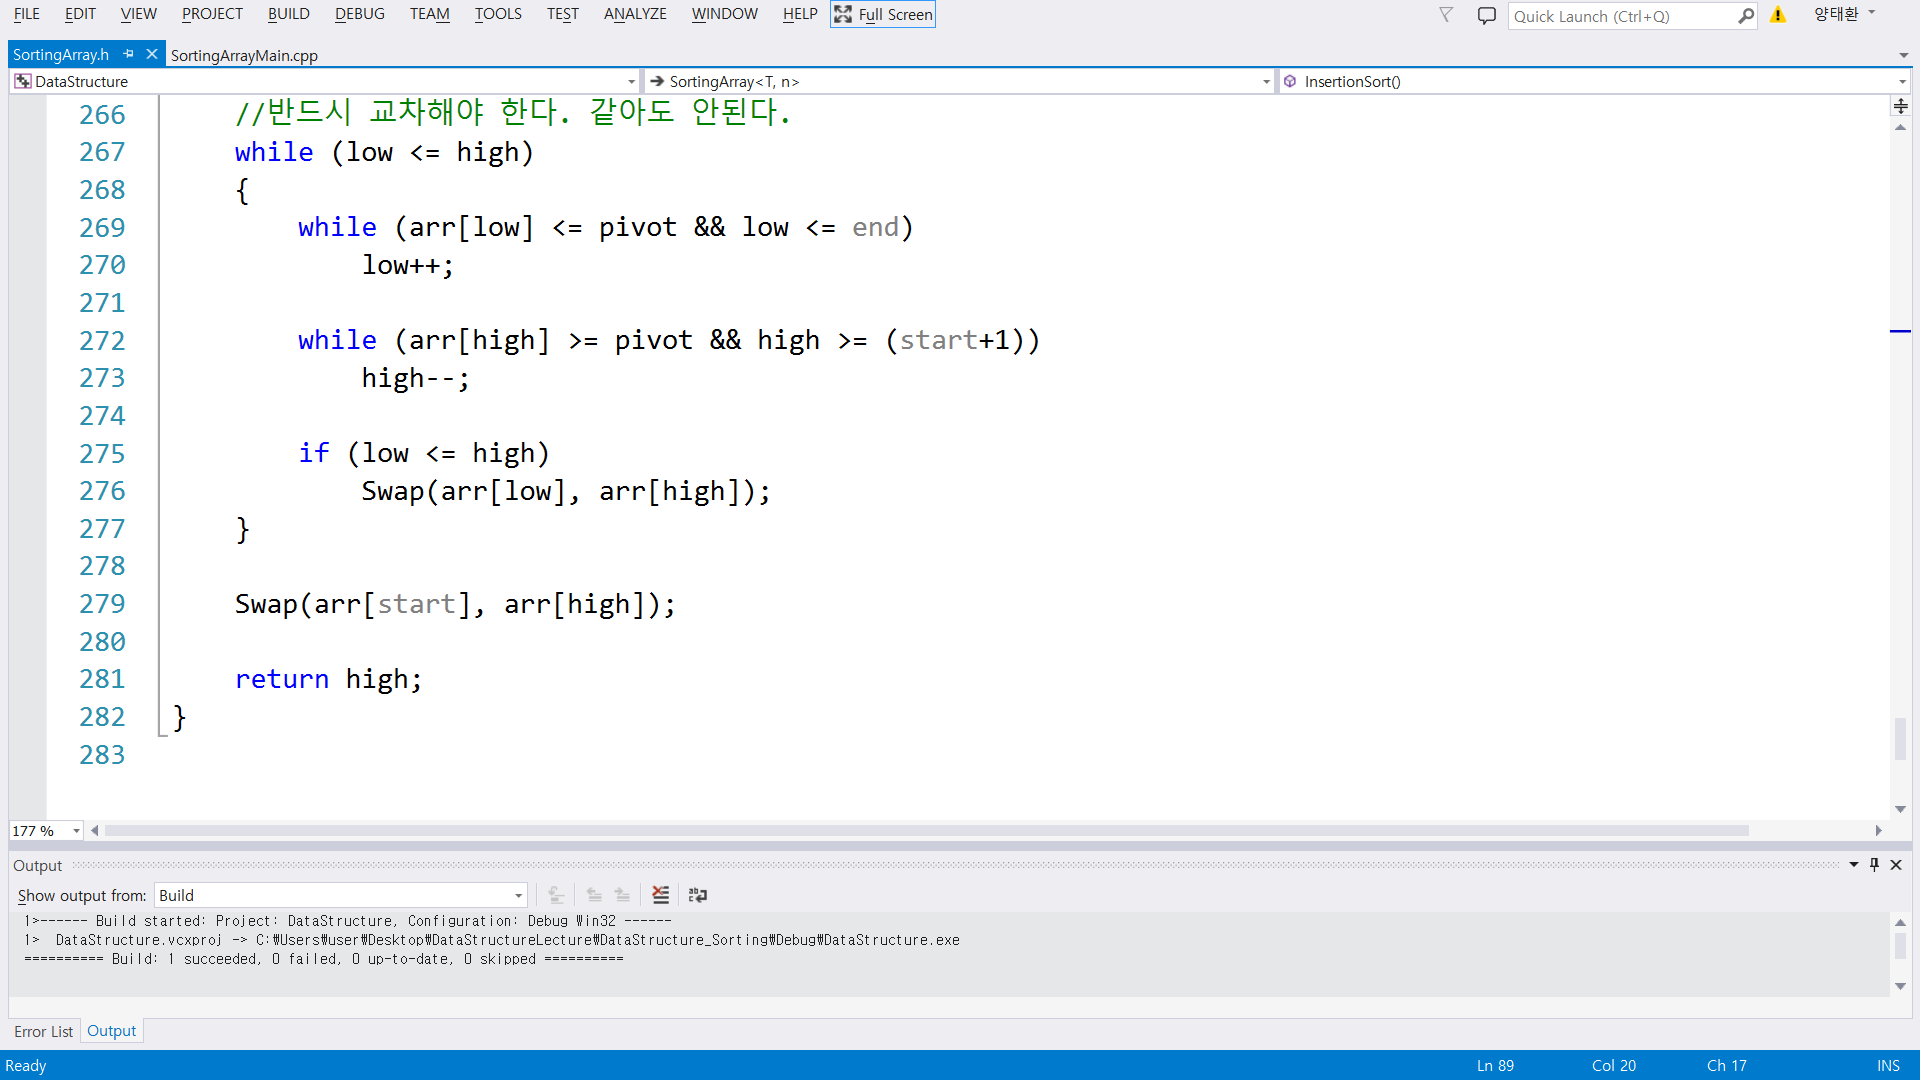 FILE EDIT VIEW PROJECT BUILD DEBUG TEAM TOOLS TEST ANALYZE WINDOW HELP Full Screen Quick Launch (Ctrl+Q) 양태환
SortingArray.h SortingArrayMain.cpp
DataStructure SortingArray<T, n> InsertionSort()
266 //반드시 교차해야 한다. 같아도 안된다.
267 while (low <= high)
268 {
269 while (arr[low] <= pivot && low <= end)
270 low++;
271
272 while (arr[high] >= pivot && high >= (start+1))
273 high--;
274
275 if (low <= high)
276 Swap(arr[low], arr[high]);
277 }
278
279 Swap(arr[start], arr[high]);
280
281 return high;
282 }
283
177 %
Output
Show output from: Build
1>------ Build started: Project: DataStructure, Configuration: Debug Win32 ------
1>  DataStructure.vcxproj -> C:₩Users₩user₩Desktop₩DataStructureLecture₩DataStructure_Sorting₩Debug₩DataStructure.exe
========== Build: 1 succeeded, 0 failed, 0 up-to-date, 0 skipped ==========
Error List Output
Ready Ln 89 Col 20 Ch 17 INS